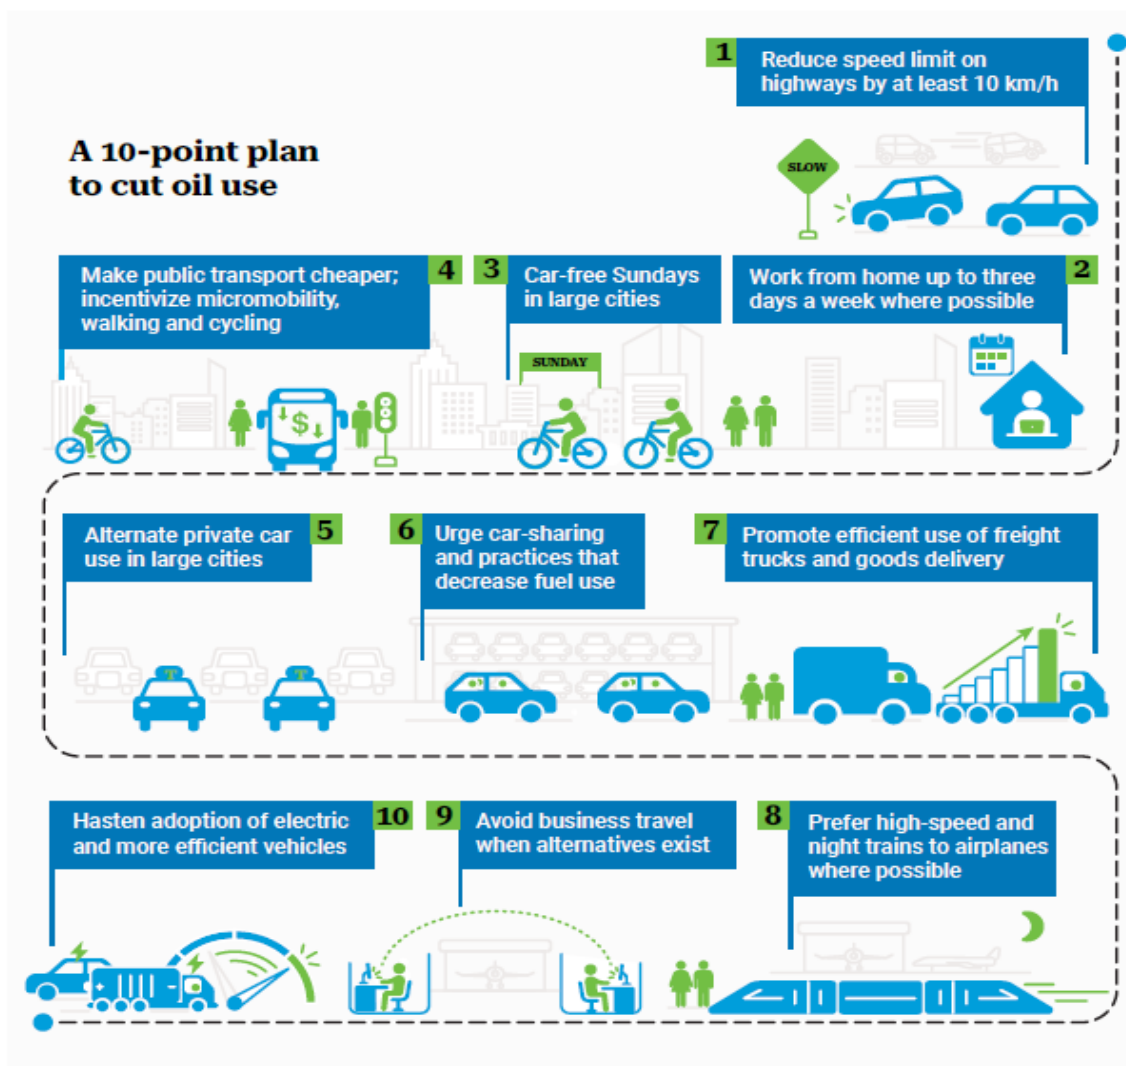 A 10-point plan
to cut oil use
1
Reduce speed limit on
highways by at least 10 km/h
SLOW
2
Work from home up to three
days a week where possible
3
Car-free Sundays
in large cities
SUNDAY
4
Make public transport cheaper;
incentivize micromobility,
walking and cycling
$
5
Alternate private car
use in large cities
T
T
6
Urge car-sharing
and practices that
decrease fuel use
7
Promote efficient use of freight
trucks and goods delivery
8
Prefer high-speed and
night trains to airplanes
where possible
9
Avoid business travel
when alternatives exist
10
Hasten adoption of electric
and more efficient vehicles